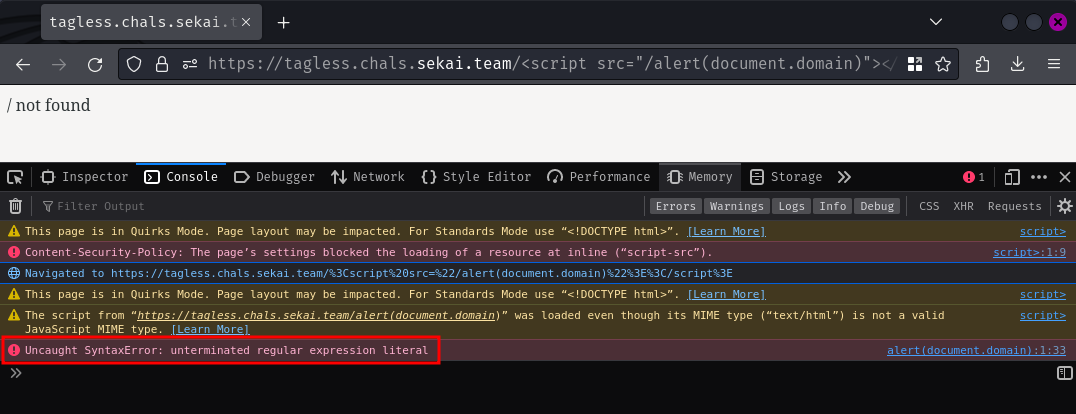 tagless.chals.sekai.t
https://tagless.chals.sekai.team/<script src="/alert(document.domain)"></
/ not found
Inspector Console Debugger Network Style Editor Performance Memory Storage 1
Filter Output Errors Warnings Logs Info Debug CSS XHR Requests
This page is in Quirks Mode. Page layout may be impacted. For Standards Mode use “<!DOCTYPE html>”. [Learn More] script>
Content-Security-Policy: The page’s settings blocked the loading of a resource at inline (“script-src”). script>:1:9
Navigated to https://tagless.chals.sekai.team/%3Cscript%20src=%22/alert(document.domain)%22%3E%3C/script%3E
This page is in Quirks Mode. Page layout may be impacted. For Standards Mode use “<!DOCTYPE html>”. [Learn More] script>
The script from “https://tagless.chals.sekai.team/alert(document.domain)” was loaded even though its MIME type (“text/html”) is not a valid script>
JavaScript MIME type. [Learn More]
Uncaught SyntaxError: unterminated regular expression literal alert(document.domain):1:33